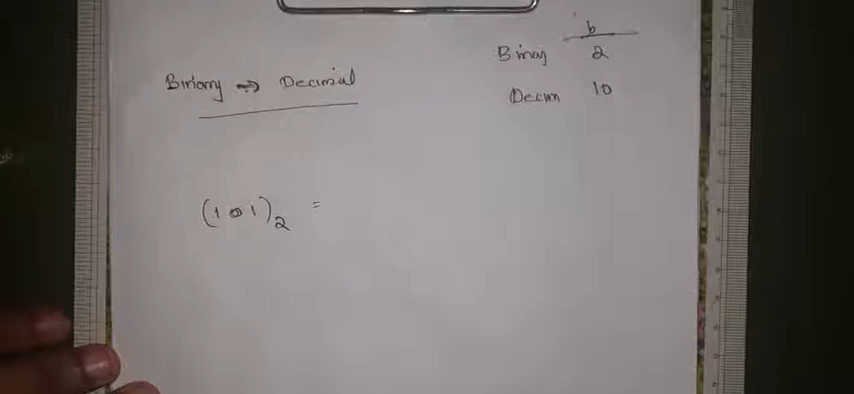 b
Binary 2
Decim 10
Binary → Decimal
(101)₂ =